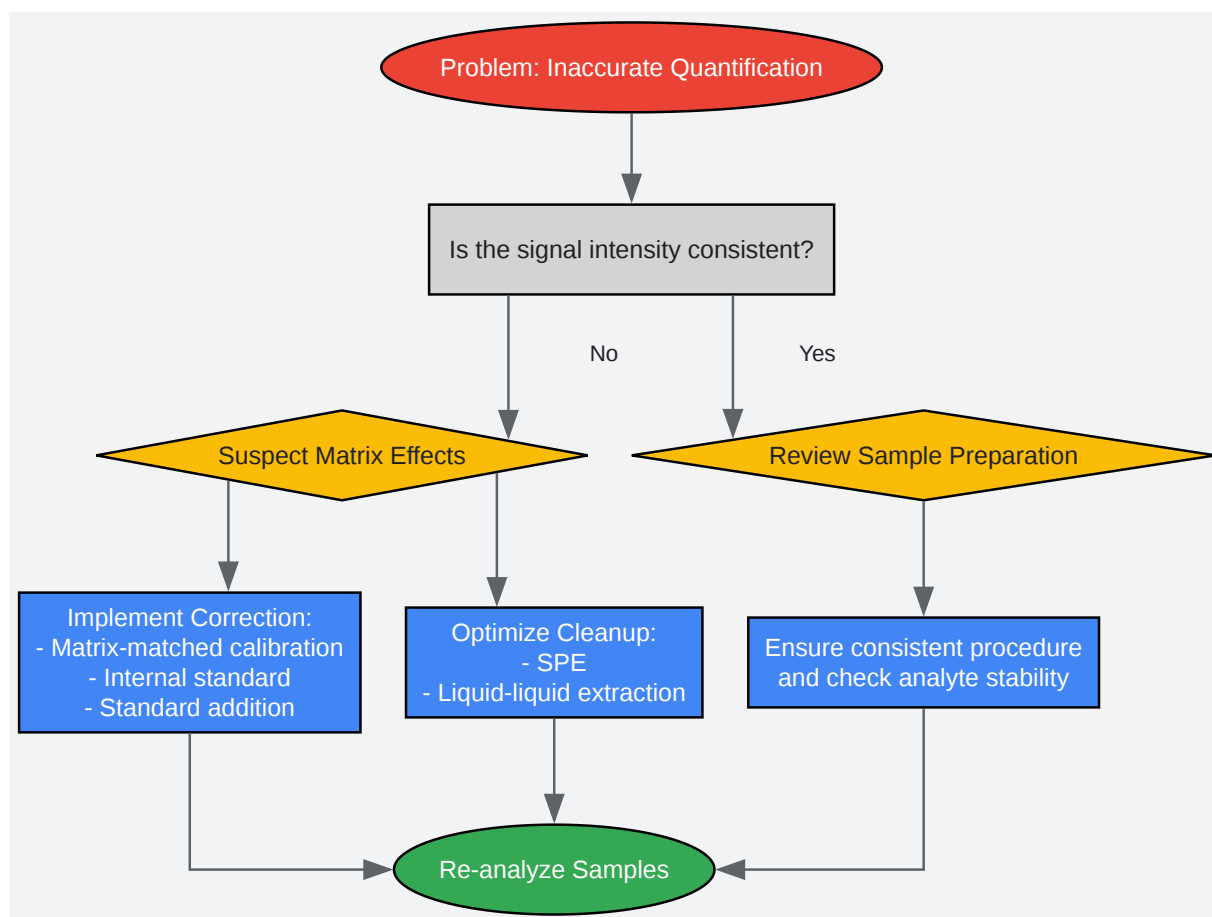 Problem: Inaccurate Quantification
Is the signal intensity consistent?
No
Yes
Suspect Matrix Effects
Review Sample Preparation
Implement Correction:
- Matrix-matched calibration
- Internal standard
- Standard addition
Optimize Cleanup:
- SPE
- Liquid-liquid extraction
Ensure consistent procedure
and check analyte stability
Re-analyze Samples